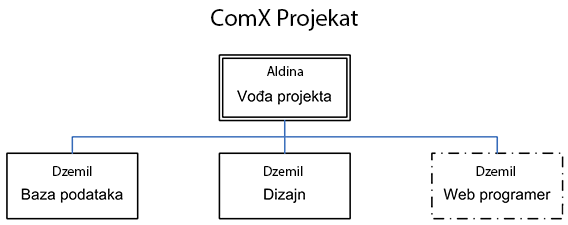 ComX Projekat
Aldina
Vođa projekta
Dzemil
Baza podataka
Dzemil
Dizajn
Dzemil
Web programer